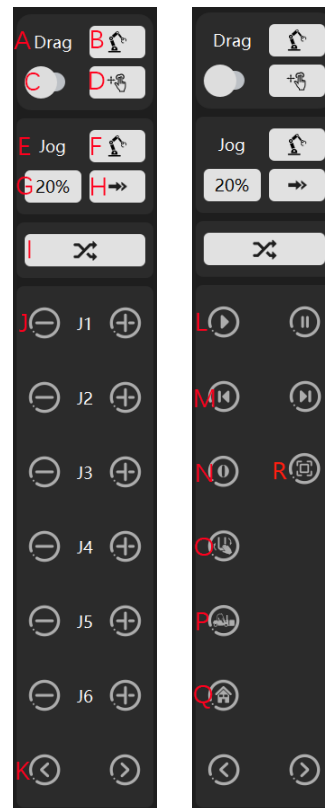 A Drag B
C D
E Jog F
G 20% H
I
J J1
J2
J3
J4
J5
J6
K
Drag
Jog
20%
L
M
N R
O
P
Q